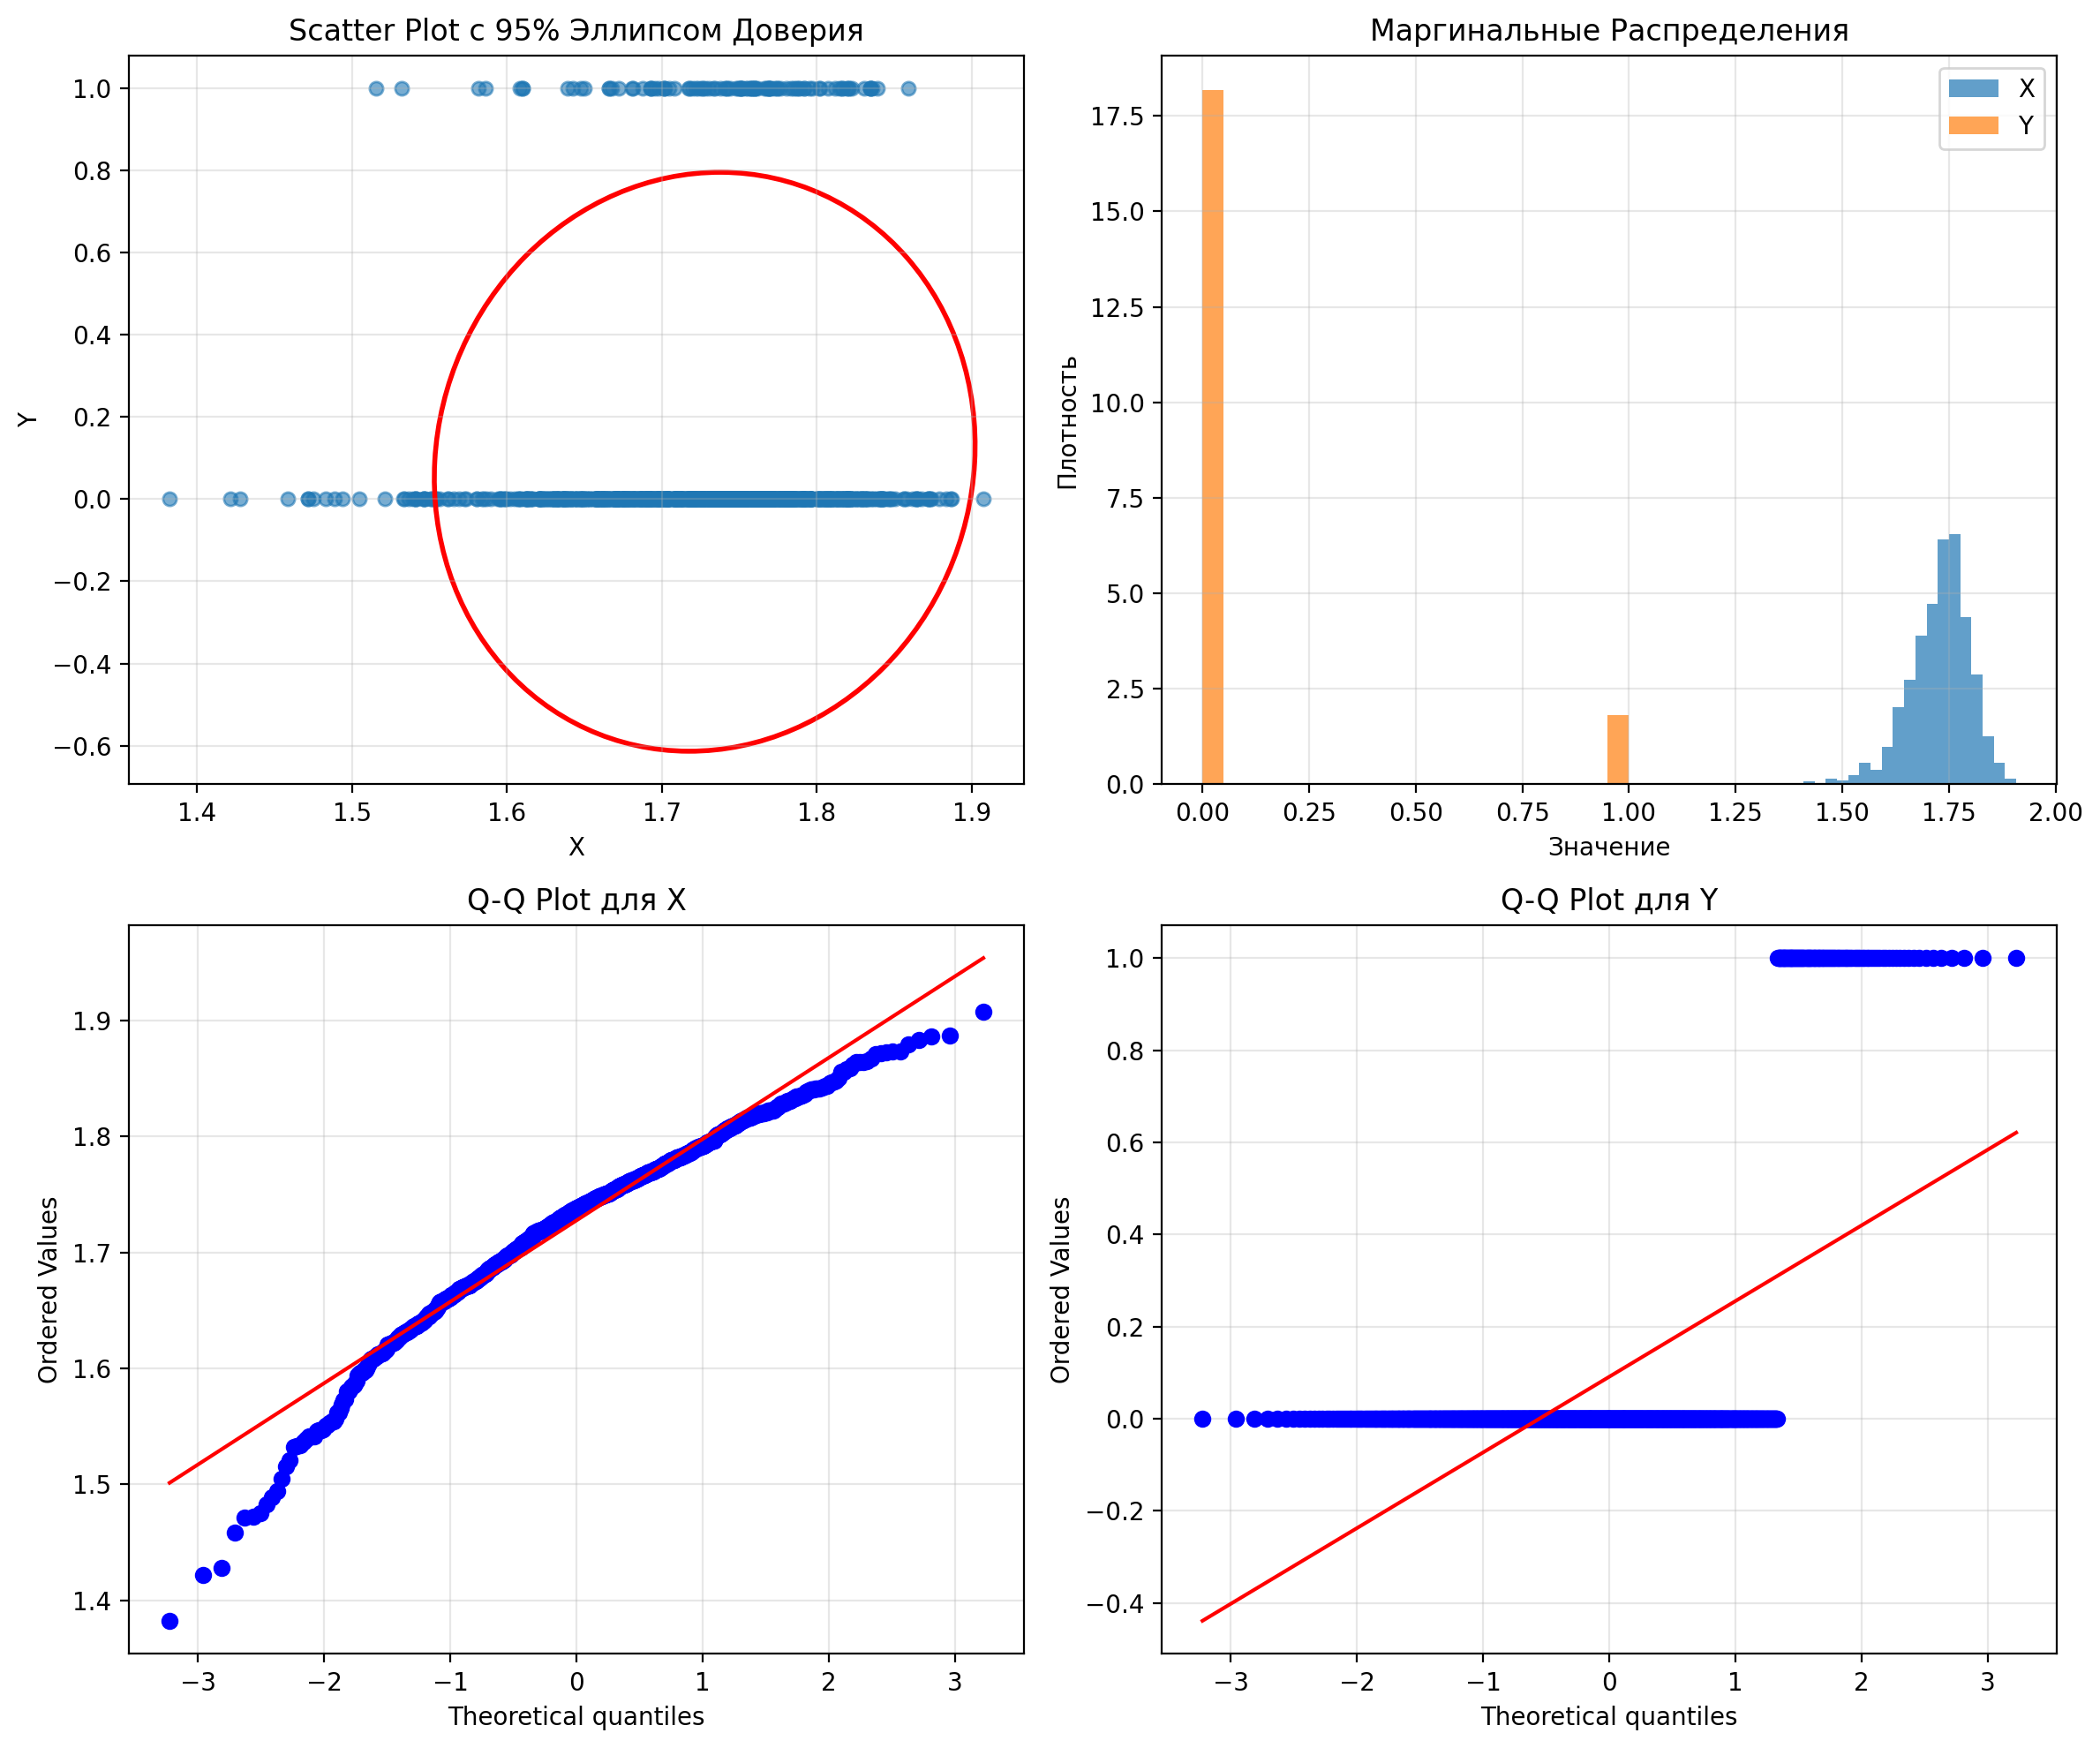 Scatter Plot с 95% Эллипсом Доверия
1.0
0.8
0.6
0.4
0.2
0.0
−0.2
−0.4
−0.6
Y
1.4 1.5 1.6 1.7 1.8 1.9
X
Маргинальные Распределения
X
Y
17.5
15.0
12.5
10.0
7.5
5.0
2.5
0.0
Плотность
0.00 0.25 0.50 0.75 1.00 1.25 1.50 1.75 2.00
Значение
Q-Q Plot для X
1.9
1.8
1.7
1.6
1.5
1.4
Ordered Values
−3 −2 −1 0 1 2 3
Theoretical quantiles
Q-Q Plot для Y
1.0
0.8
0.6
0.4
0.2
0.0
−0.2
−0.4
Ordered Values
−3 −2 −1 0 1 2 3
Theoretical quantiles